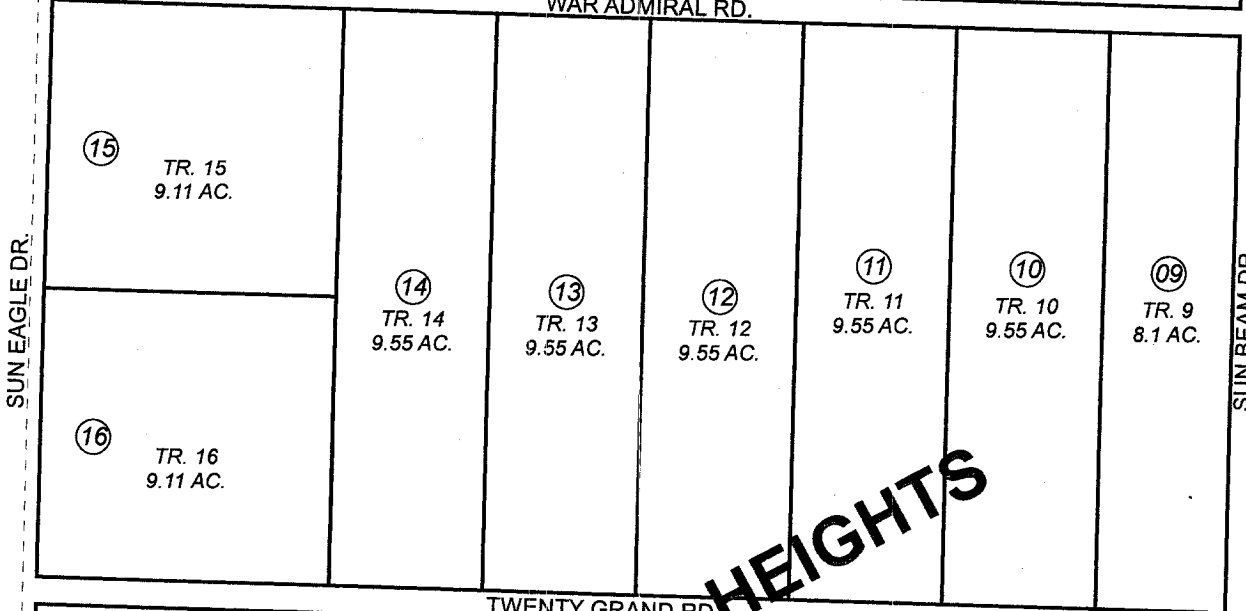 WAR ADMIRAL RD.
15
TR. 15
9.11 AC.
SUN EAGLE DR.
16
TR. 16
9.11 AC.
14
TR. 14
9.55 AC.
13
TR. 13
9.55 AC.
12
TR. 12
9.55 AC.
11
TR. 11
9.55 AC.
10
TR. 10
9.55 AC.
09
TR. 9
8.1 AC.
SUN BEAM DR.
HEIGHTS
TWENTY GRAND RD